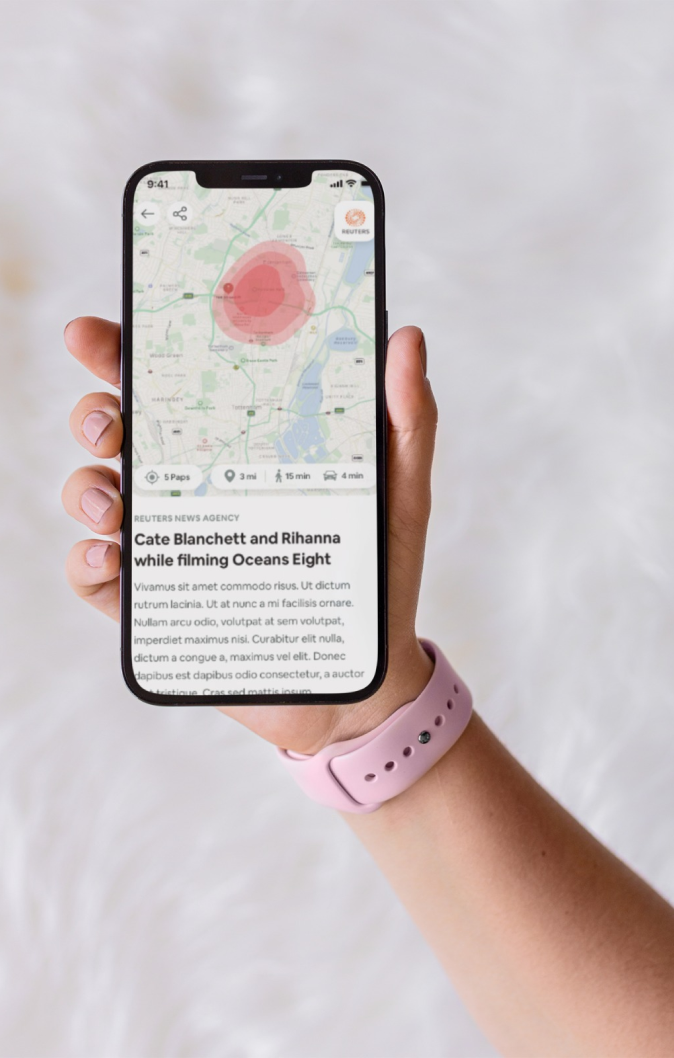 9:41
REUTERS
HARINGEY
5 Paps
3 mi
15 min
4 min
REUTERS NEWS AGENCY
Cate Blanchett and Rihanna
while filming Oceans Eight
Vivamus sit amet commodo risus. Ut dictum
rutrum lacinia. Ut at nunc a mi facilisis ornare.
Nullam arcu odio, volutpat at sem volutpat,
imperdiet maximus nisi. Curabitur elit nulla,
dictum a congue a, maximus vel elit. Donec
dapibus est dapibus odio consectetur, a auctor
tristique. Cras sed mattis ipsum